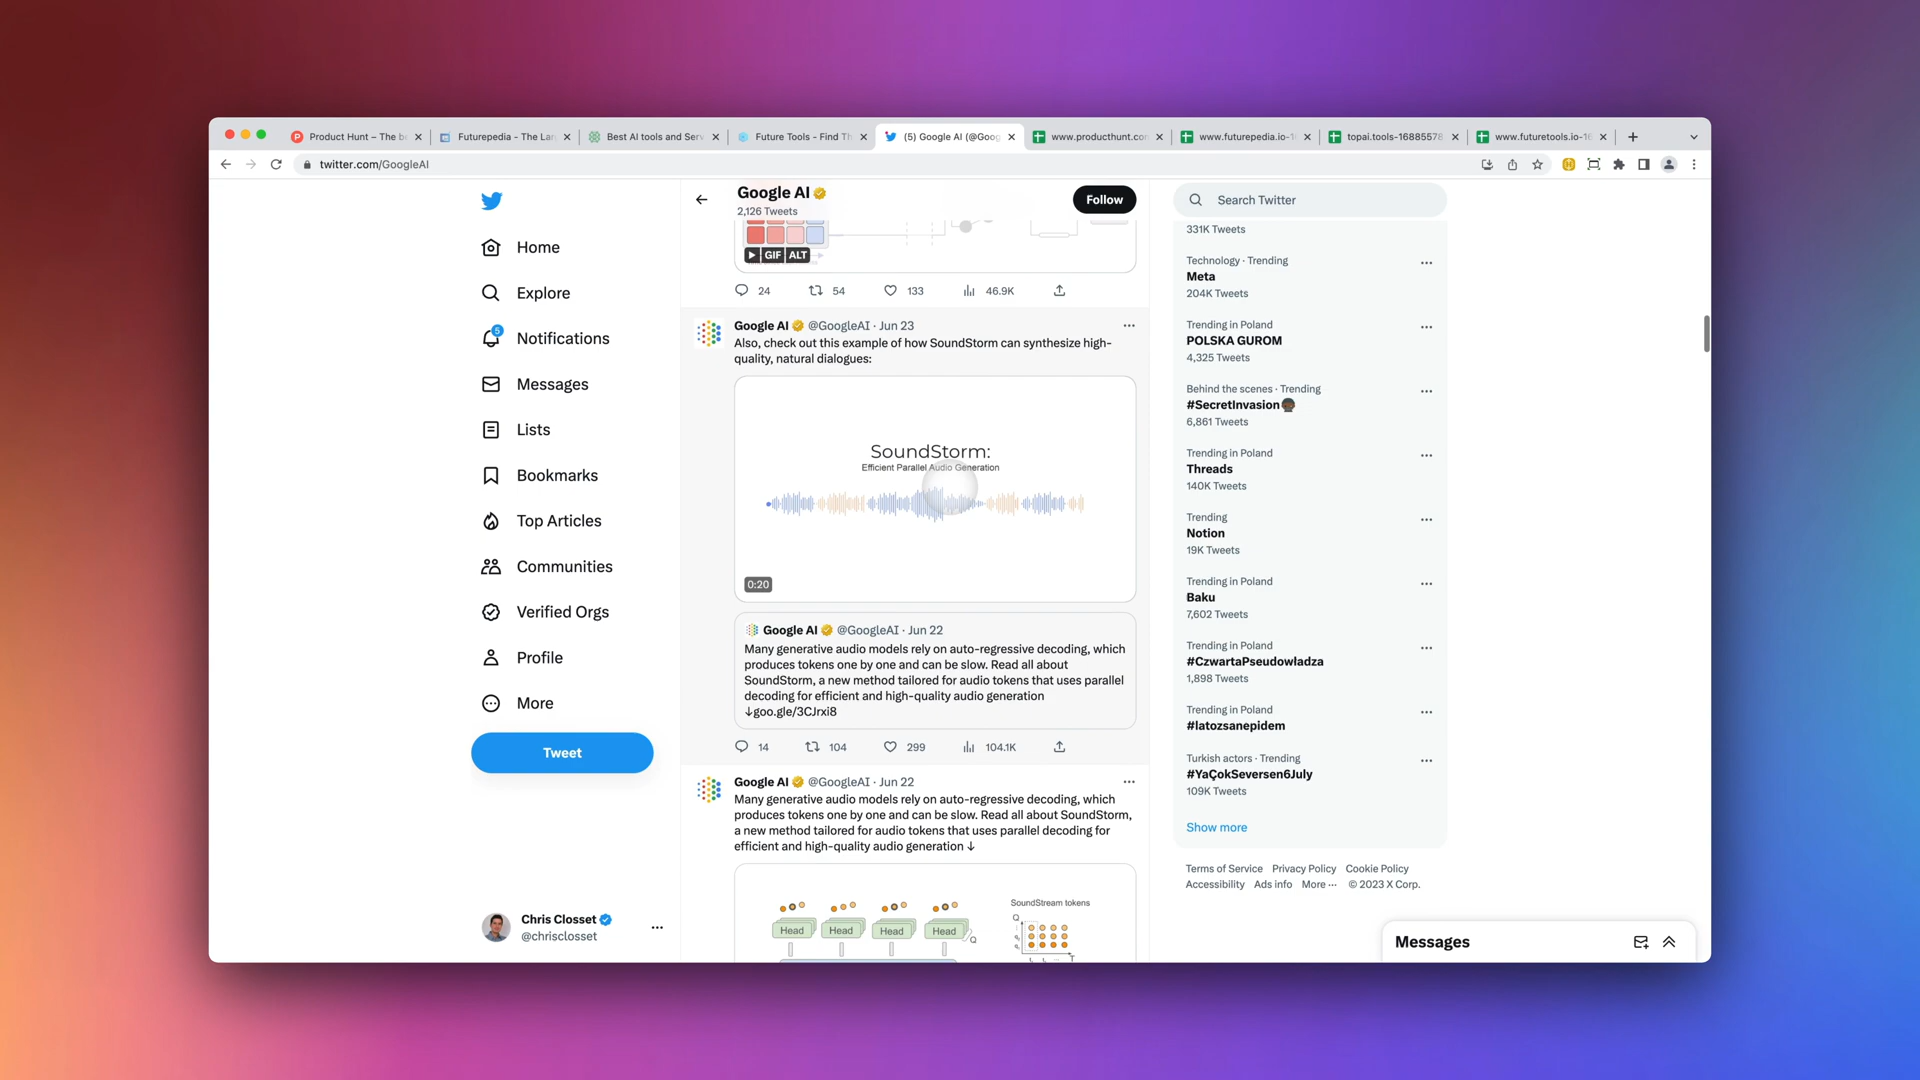 Product Hunt – The b
Futurepedia - The Lar
Best AI tools and Serv
Future Tools - Find Th
(5) Google AI (@Goog
www.producthunt.con
www.futurepedia.io-1
topai.tools-16885578
www.futuretools.io-16
twitter.com/GoogleAI
Home
Explore
5
Notifications
Messages
Lists
Bookmarks
Top Articles
Communities
Verified Orgs
Profile
More
Tweet
Chris Closset
@chrisclosset
Google AI
2,126 Tweets
Follow
GIF ALT
24 54 133 46.9K
Google AI @GoogleAI · Jun 23
Also, check out this example of how SoundStorm can synthesize high-
quality, natural dialogues:
SoundStorm:
Efficient Parallel Audio Generation
0:20
Google AI @GoogleAI · Jun 22
Many generative audio models rely on auto-regressive decoding, which
produces tokens one by one and can be slow. Read all about
SoundStorm, a new method tailored for audio tokens that uses parallel
decoding for efficient and high-quality audio generation
↓goo.gle/3CJrxi8
14 104 299 104.1K
Google AI @GoogleAI · Jun 22
Many generative audio models rely on auto-regressive decoding, which
produces tokens one by one and can be slow. Read all about SoundStorm,
a new method tailored for audio tokens that uses parallel decoding for
efficient and high-quality audio generation ↓
SoundStream tokens
Q
Head Head Head Head
Q
T
Search Twitter
331K Tweets
Technology · Trending
Meta
204K Tweets
Trending in Poland
POLSKA GUROM
4,325 Tweets
Behind the scenes · Trending
#SecretInvasion
6,861 Tweets
Trending in Poland
Threads
140K Tweets
Trending
Notion
19K Tweets
Trending in Poland
Baku
7,602 Tweets
Trending in Poland
#CzwartaPseudowladza
1,898 Tweets
Trending in Poland
#latozsanepidem
Turkish actors · Trending
#YaÇokSeversen6July
109K Tweets
Show more
Terms of Service Privacy Policy Cookie Policy
Accessibility Ads info More ··· © 2023 X Corp.
Messages